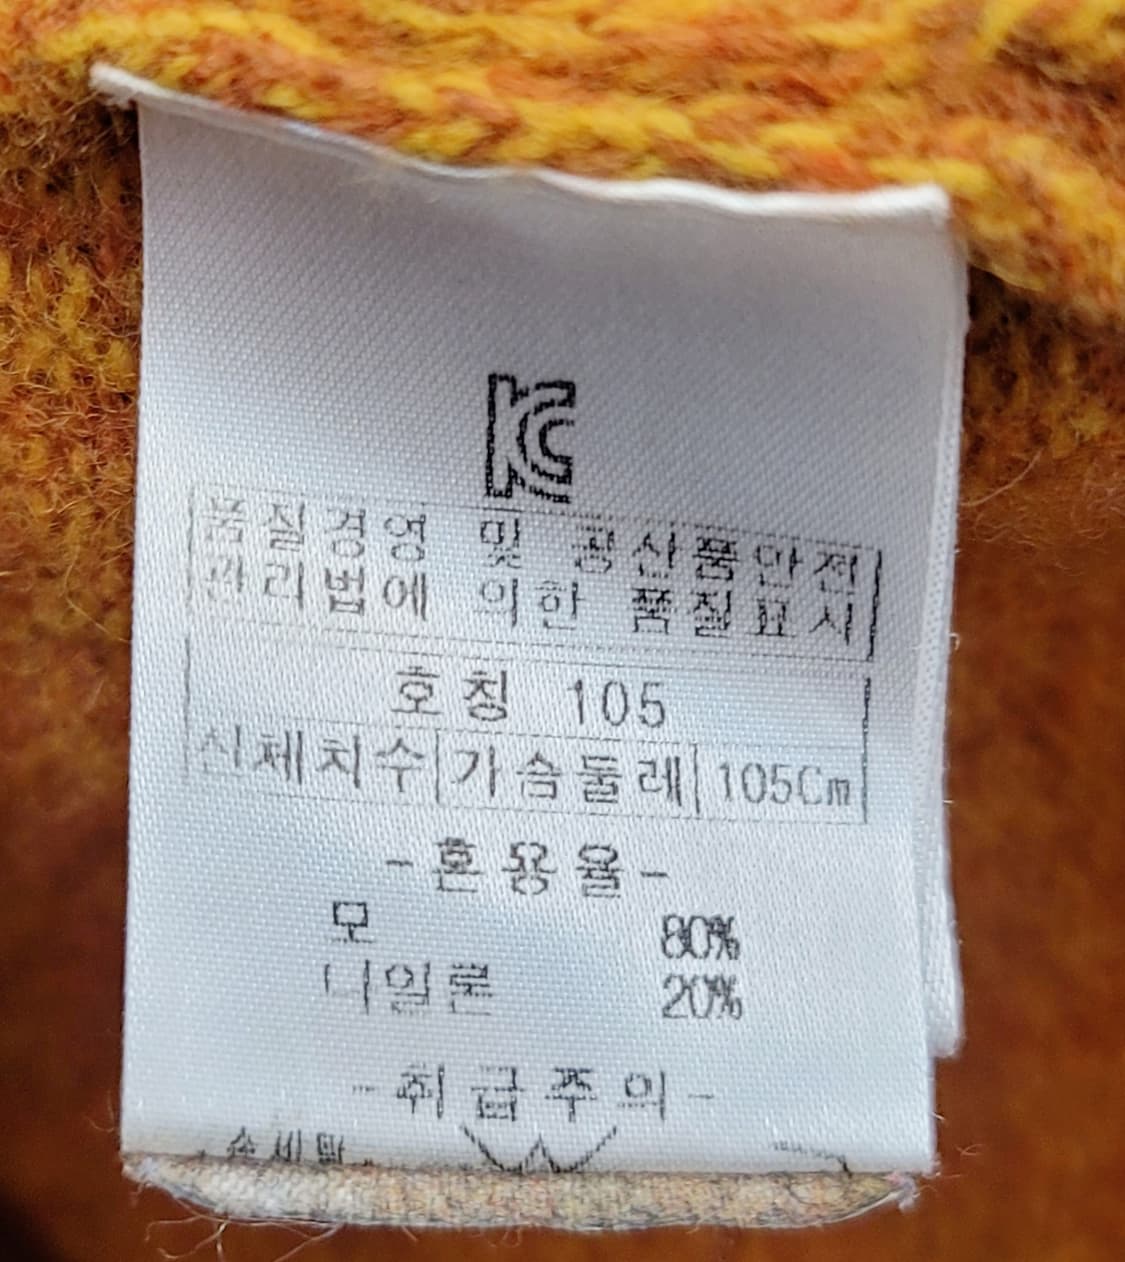 KC
품질경영 및 공산품안전
관리법에 의한 품질표시
호칭 105
신체치수 가슴둘레 105Cm
-혼용율-
모 80%
니일론 20%
-취급주의-